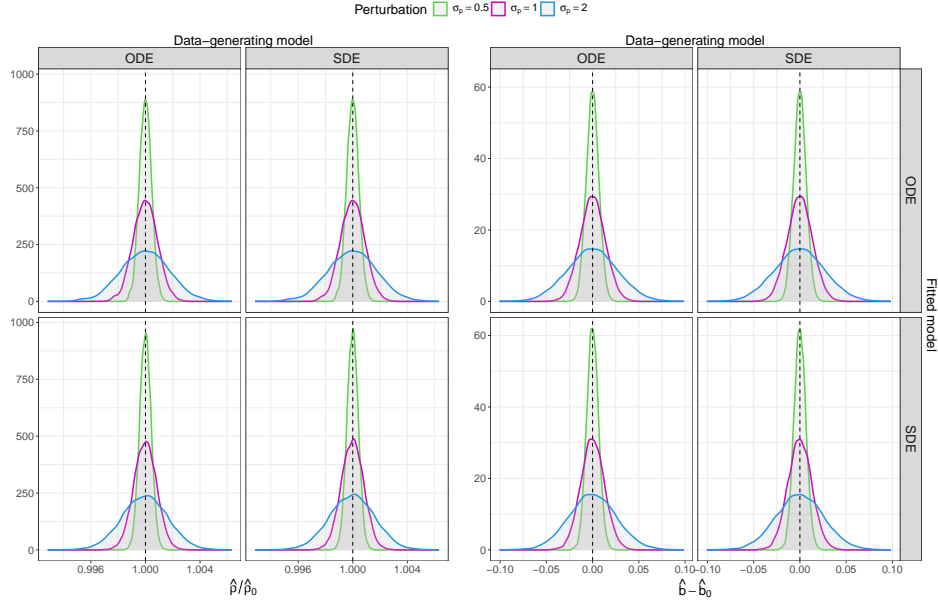 Perturbation σp = 0.5 σp = 1 σp = 2
Data−generating model Data−generating model
ODE SDE ODE SDE
1000
750
500
250
0
60
40
20
0
ODE
1000
750
500
250
0
60
40
20
0
SDE
Fitted model
0.996 1.000 1.004 0.996 1.000 1.004
−0.10 −0.05 0.00 0.05 0.10 −0.10 −0.05 0.00 0.05 0.10
ρ̂/ρ̂₀ b̂−b̂₀